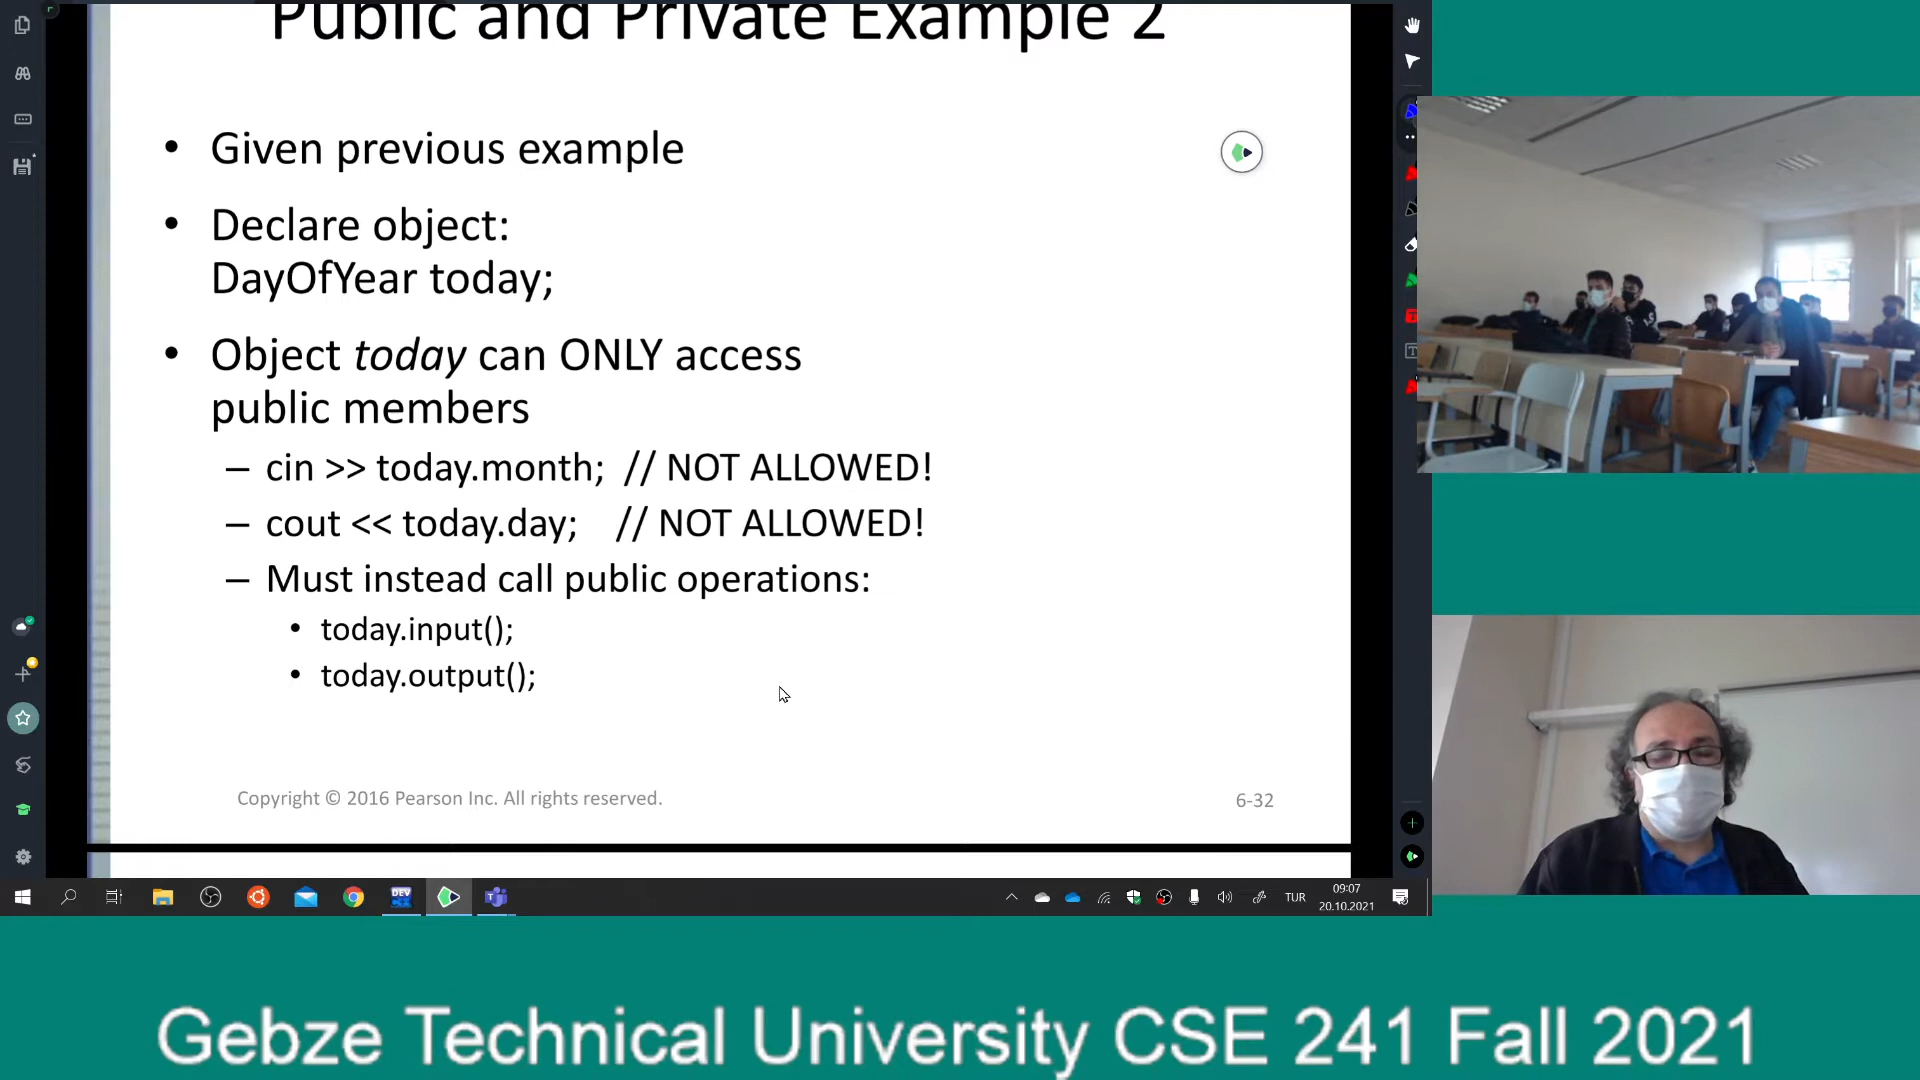 Public and Private Example 2
• Given previous example
• Declare object:
DayOfYear today;
• Object today can ONLY access
public members
– cin >> today.month; // NOT ALLOWED!
– cout << today.day; // NOT ALLOWED!
– Must instead call public operations:
• today.input();
• today.output();
Copyright © 2016 Pearson Inc. All rights reserved.
6-32
DEV
TUR
09:07
20.10.2021
Gebze Technical University CSE 241 Fall 2021